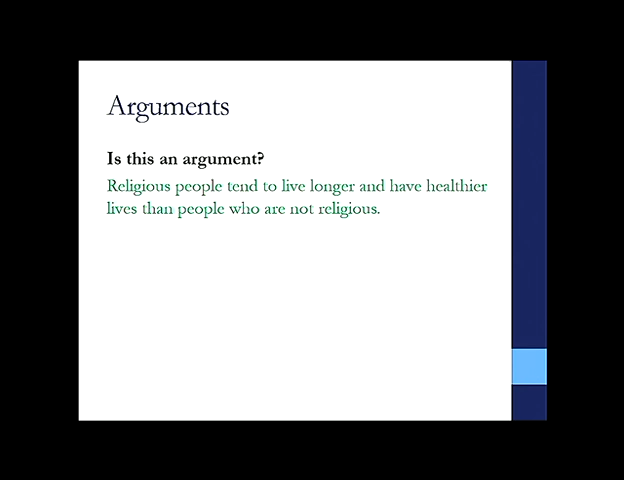 Arguments
Is this an argument?
Religious people tend to live longer and have healthier
lives than people who are not religious.